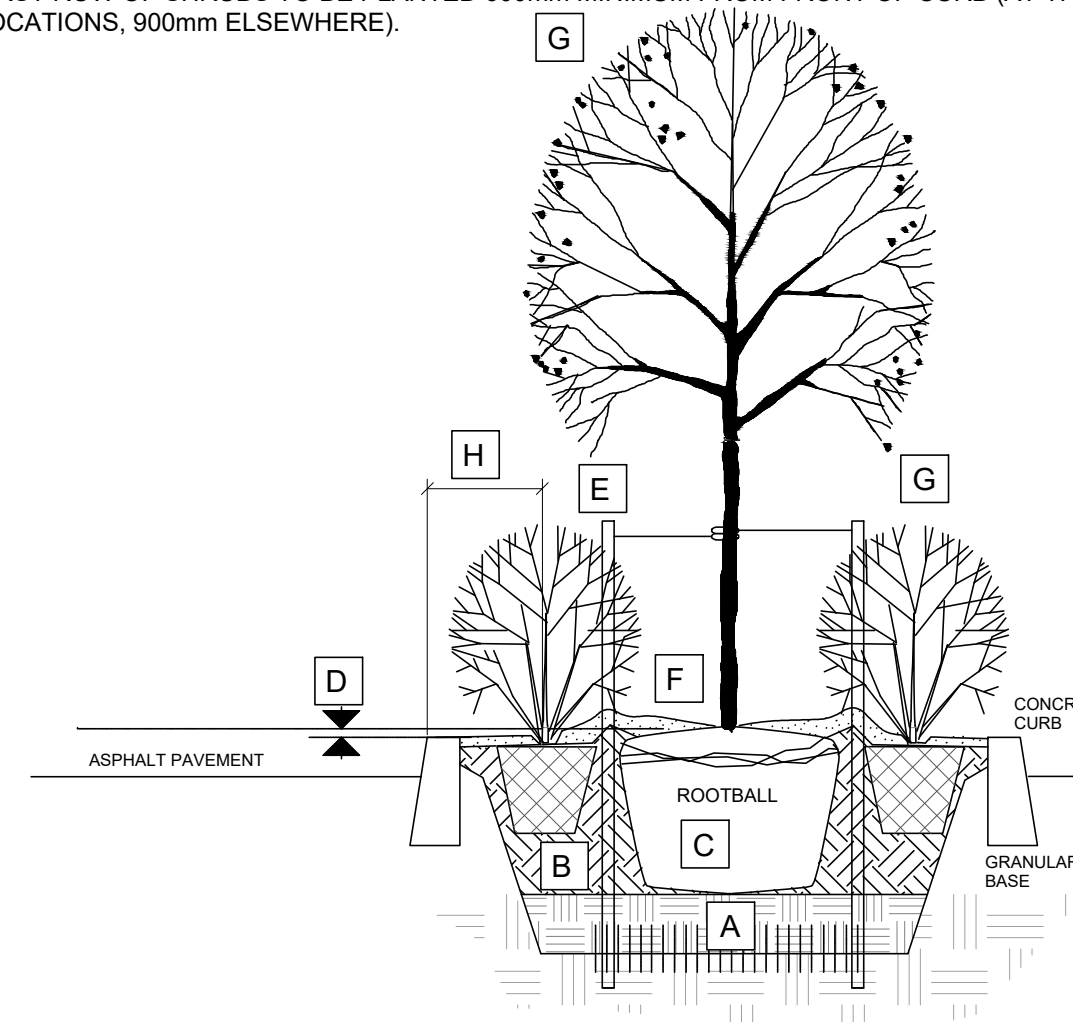 OCATIONS, 900mm ELSEWHERE).
G
H
E
G
D
F
CONCR
CURB
ASPHALT PAVEMENT
ROOTBALL
C
B
GRANULAR
BASE
A